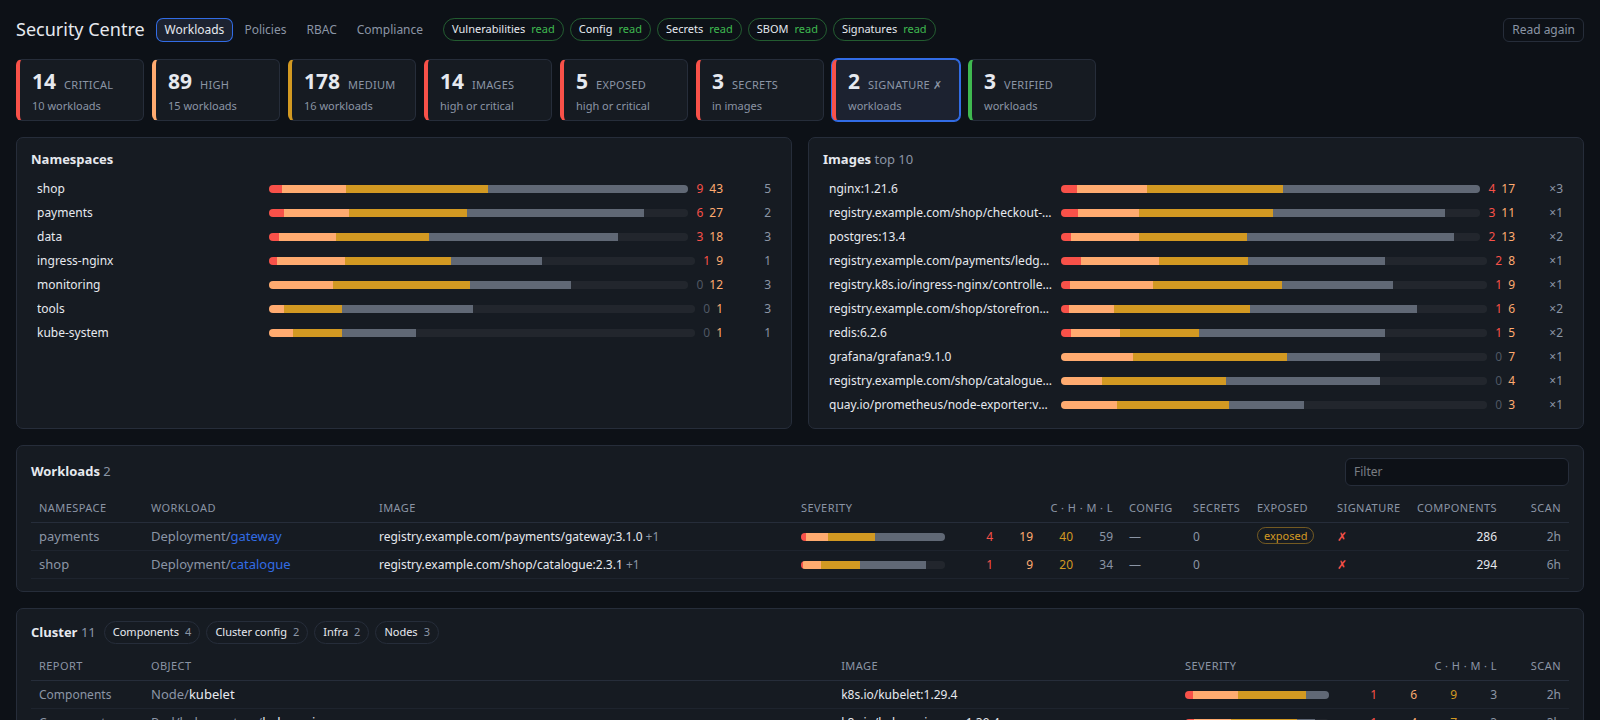 Security Centre Workloads Policies RBAC Compliance Vulnerabilities read Config read Secrets read SBOM read Signatures read Read again
14 CRITICAL 89 HIGH 178 MEDIUM 14 IMAGES 5 EXPOSED 3 SECRETS 2 SIGNATURE ✗ 3 VERIFIED
10 workloads 15 workloads 16 workloads high or critical high or critical in images workloads workloads
Namespaces
shop 9 43 5
payments 6 27 2
data 3 18 3
ingress-nginx 1 9 1
monitoring 0 12 3
tools 0 1 3
kube-system 0 1 1
Images top 10
nginx:1.21.6 4 17 ×3
registry.example.com/shop/checkout-... 3 11 ×1
postgres:13.4 2 13 ×2
registry.example.com/payments/ledg... 2 8 ×1
registry.k8s.io/ingress-nginx/controlle... 1 9 ×1
registry.example.com/shop/storefron... 1 6 ×2
redis:6.2.6 1 5 ×2
grafana/grafana:9.1.0 0 7 ×1
registry.example.com/shop/catalogue... 0 4 ×1
quay.io/prometheus/node-exporter:v... 0 3 ×1
Workloads 2 Filter
NAMESPACE WORKLOAD IMAGE SEVERITY C · H · M · L CONFIG SECRETS EXPOSED SIGNATURE COMPONENTS SCAN
payments Deployment/gateway registry.example.com/payments/gateway:3.1.0 +1 4 19 40 59 — 0 exposed ✗ 286 2h
shop Deployment/catalogue registry.example.com/shop/catalogue:2.3.1 +1 1 9 20 34 — 0 ✗ 294 6h
Cluster 11 Components 4 Cluster config 2 Infra 2 Nodes 3
REPORT OBJECT IMAGE SEVERITY C · H · M · L SCAN
Components Node/kubelet k8s.io/kubelet:1.29.4 1 6 9 3 2h